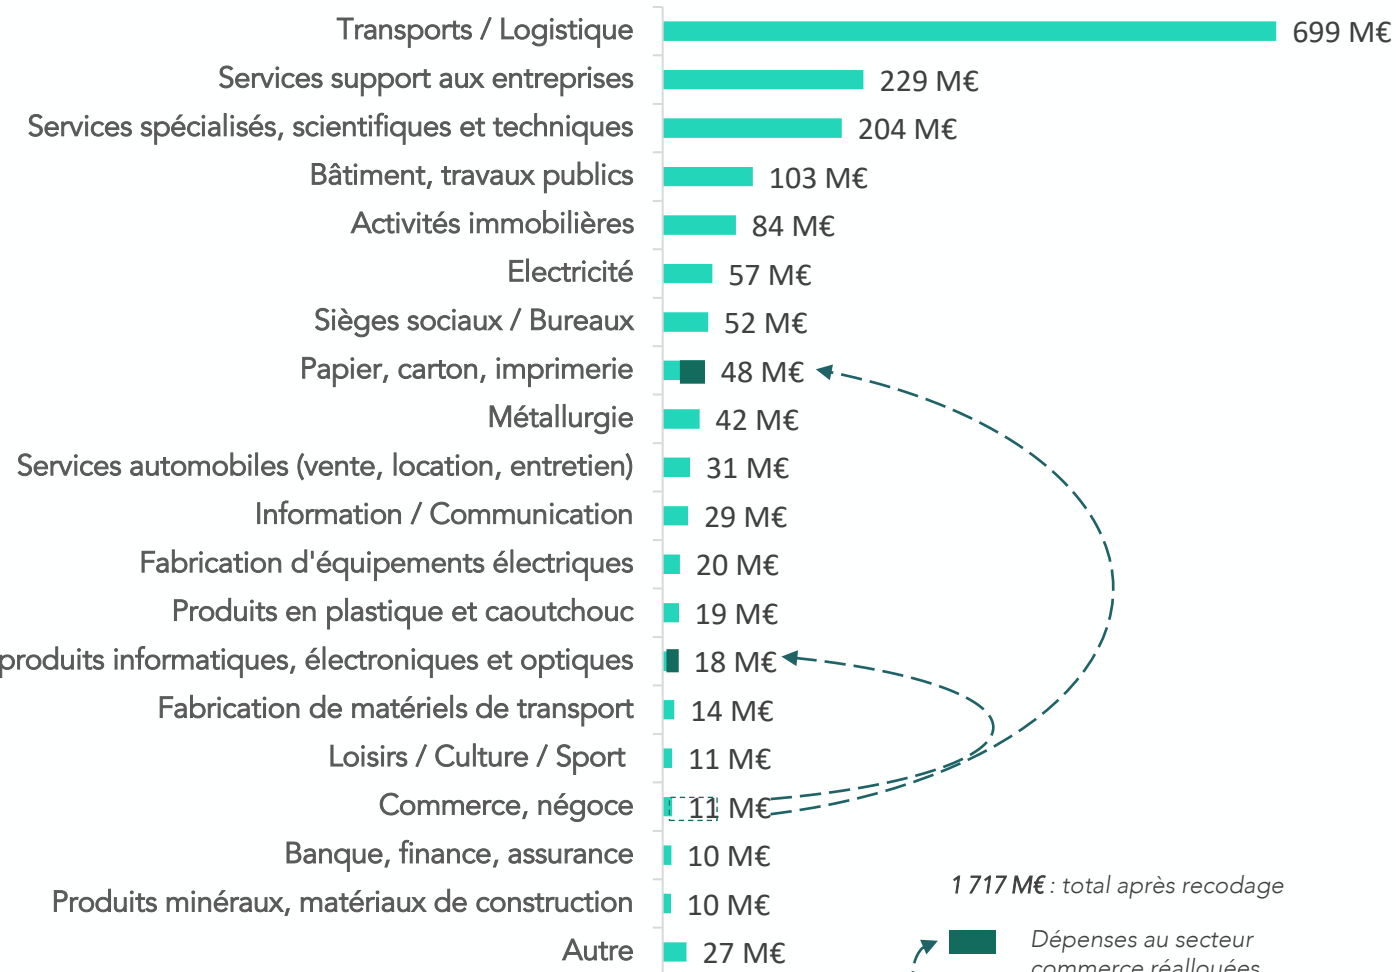 Transports / Logistique 699 M€
Services support aux entreprises 229 M€
Services spécialisés, scientifiques et techniques 204 M€
Bâtiment, travaux publics 103 M€
Activités immobilières 84 M€
Electricité 57 M€
Sièges sociaux / Bureaux 52 M€
Papier, carton, imprimerie 48 M€
Métallurgie 42 M€
Services automobiles (vente, location, entretien) 31 M€
Information / Communication 29 M€
Fabrication d'équipements électriques 20 M€
Produits en plastique et caoutchouc 19 M€
produits informatiques, électroniques et optiques 18 M€
Fabrication de matériels de transport 14 M€
Loisirs / Culture / Sport 11 M€
Commerce, négoce 11 M€
Banque, finance, assurance 10 M€
Produits minéraux, matériaux de construction 10 M€
Autre 27 M€
1 717 M€ : total après recodage
Dépenses au secteur
commerce réallouées